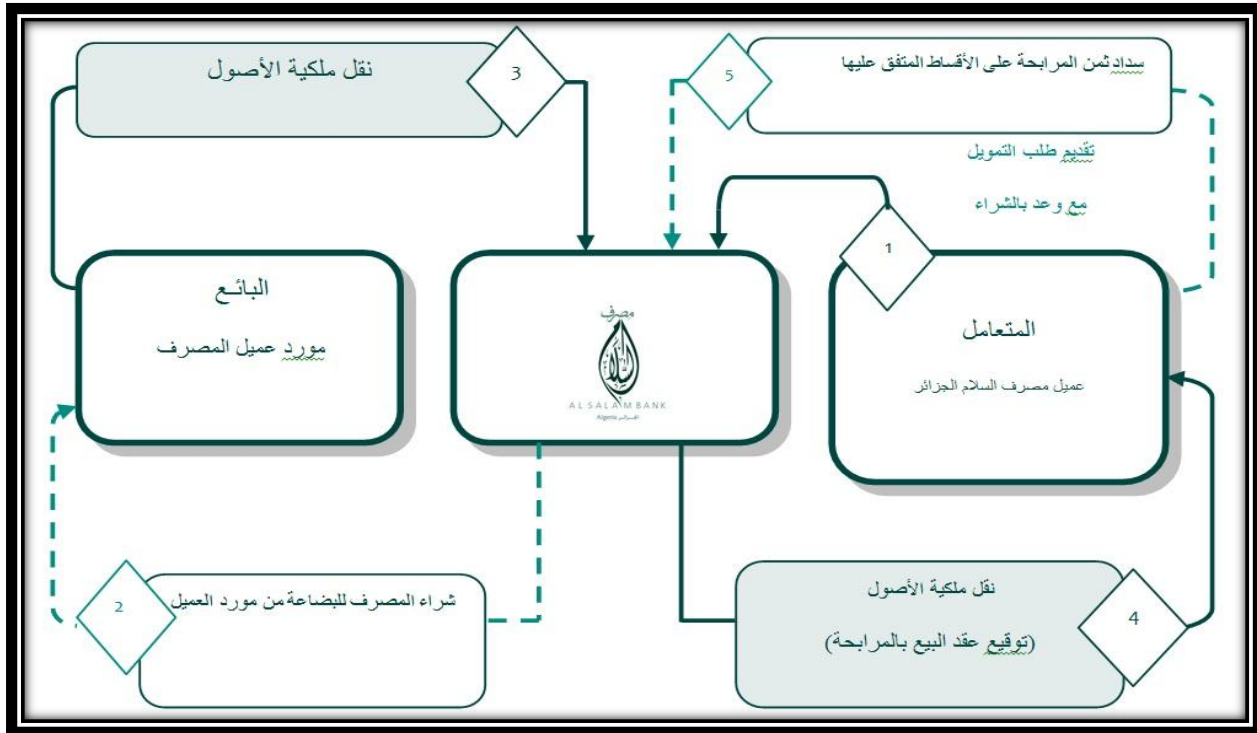 نقل ملكية الأصول
3
5
سداد ثمن المرابحة على الأقساط المتفق عليها
تقديم طلب التمويل
مع وعد بالشراء
1
البائـع
مورد عميل المصرف
مصرف
السلام
AL SALAM BANK
Algeria الجزائر
المتعامل
عميل مصرف السلام الجزائر
2
شراء المصرف للبضاعة من مورد العميل
نقل ملكية الأصول
(توقيع عقد البيع بالمرابحة)
4